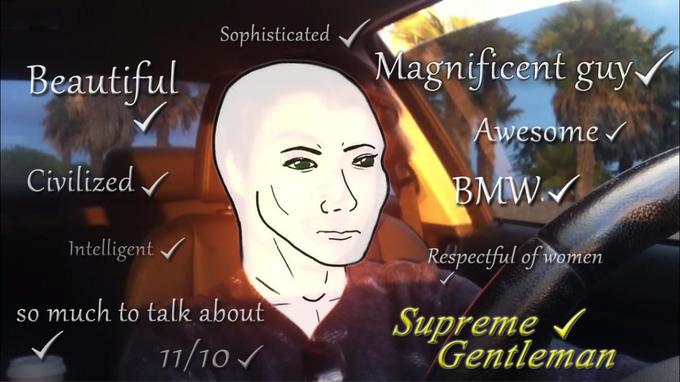 Sophisticated
Beautiful
Magnificent guy
Awesome
Civilized
BMW.
Intelligent
Respectful of women
so much to talk about
Supreme
Gentleman
11/10